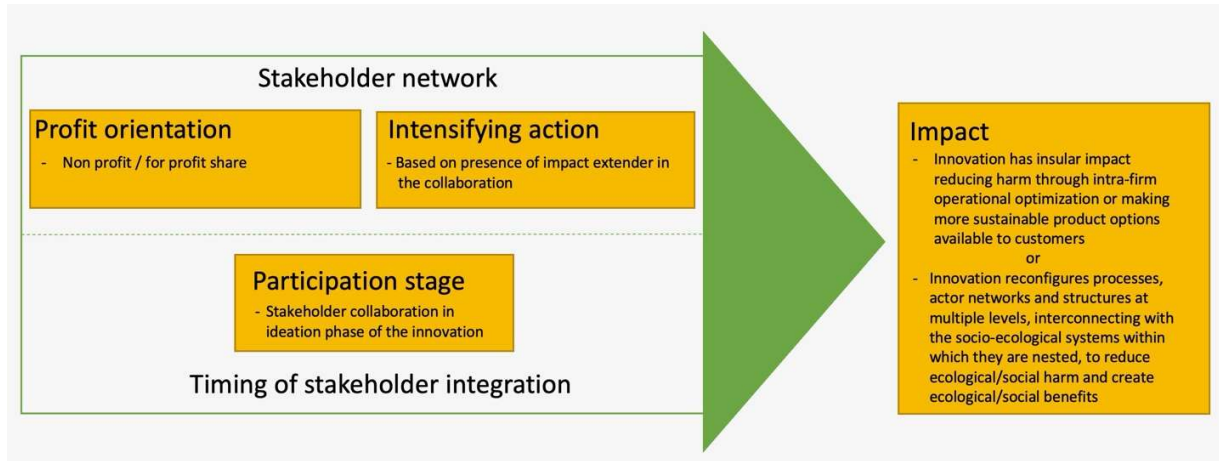 Stakeholder network
Profit orientation
- Non profit / for profit share
Intensifying action
- Based on presence of impact extender in
the collaboration
Participation stage
- Stakeholder collaboration in
ideation phase of the innovation
Timing of stakeholder integration
Impact
- Innovation has insular impact
reducing harm through intra-firm
operational optimization or making
more sustainable product options
available to customers
or
- Innovation reconfigures processes,
actor networks and structures at
multiple levels, interconnecting with
the socio-ecological systems within
which they are nested, to reduce
ecological/social harm and create
ecological/social benefits